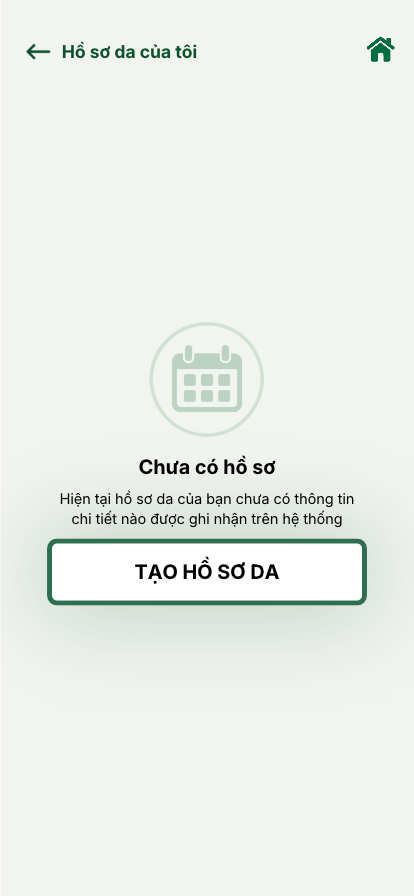 Hồ sơ da của tôi
Chưa có hồ sơ
Hiện tại hồ sơ da của bạn chưa có thông tin
chi tiết nào được ghi nhận trên hệ thống
TẠO HỒ SƠ DA